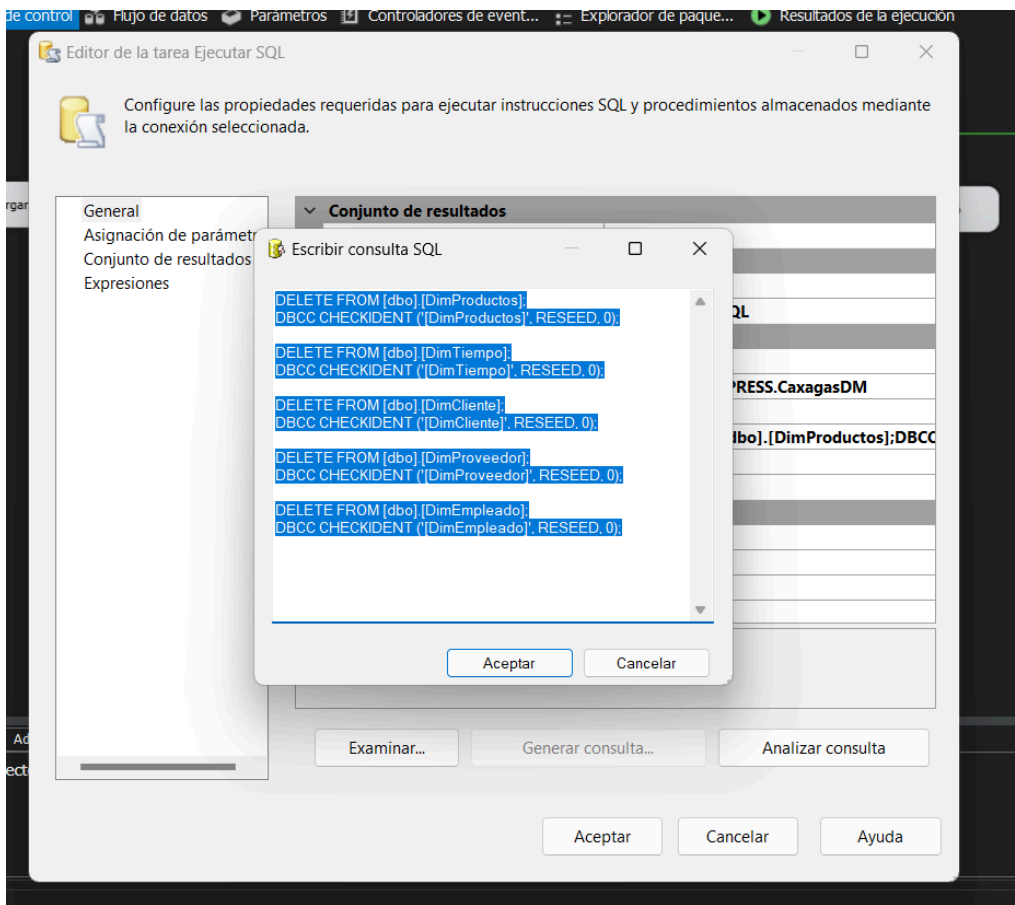 de control Flujo de datos Parámetros Controladores de event... Explorador de paque... Resultados de la ejecución
Editor de la tarea Ejecutar SQL
Configure las propiedades requeridas para ejecutar instrucciones SQL y procedimientos almacenados mediante
la conexión seleccionada.
General
Asignación de parámetr
Conjunto de resultados
Expresiones
Conjunto de resultados
QL
PRESS.CaxagasDM
dbo].[DimProductos];DBCC
Escribir consulta SQL
DELETE FROM [dbo].[DimProductos];
DBCC CHECKIDENT ('[DimProductos]', RESEED, 0);
DELETE FROM [dbo].[DimTiempo];
DBCC CHECKIDENT ('[DimTiempo]', RESEED, 0);
DELETE FROM [dbo].[DimCliente];
DBCC CHECKIDENT ('[DimCliente]', RESEED, 0);
DELETE FROM [dbo].[DimProveedor];
DBCC CHECKIDENT ('[DimProveedor]', RESEED, 0);
DELETE FROM [dbo].[DimEmpleado];
DBCC CHECKIDENT ('[DimEmpleado]', RESEED, 0);
Aceptar Cancelar
Examinar... Generar consulta... Analizar consulta
Aceptar Cancelar Ayuda